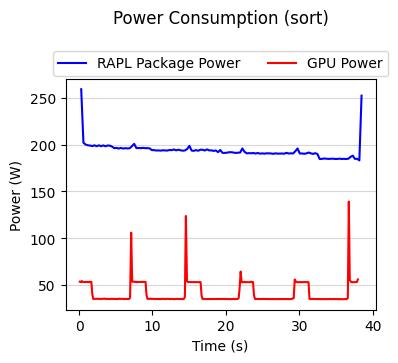 Power Consumption (sort)
RAPL Package Power
GPU Power
250
200
150
100
50
Power (W)
0
10
20
30
40
Time (s)